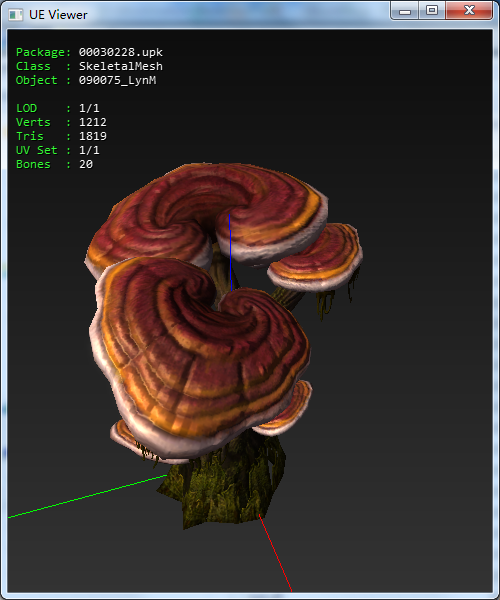 UE Viewer
Package: 00030228.upk
Class : SkeletalMesh
Object : 090075_LynM
LOD : 1/1
Verts : 1212
Tris : 1819
UV Set : 1/1
Bones : 20